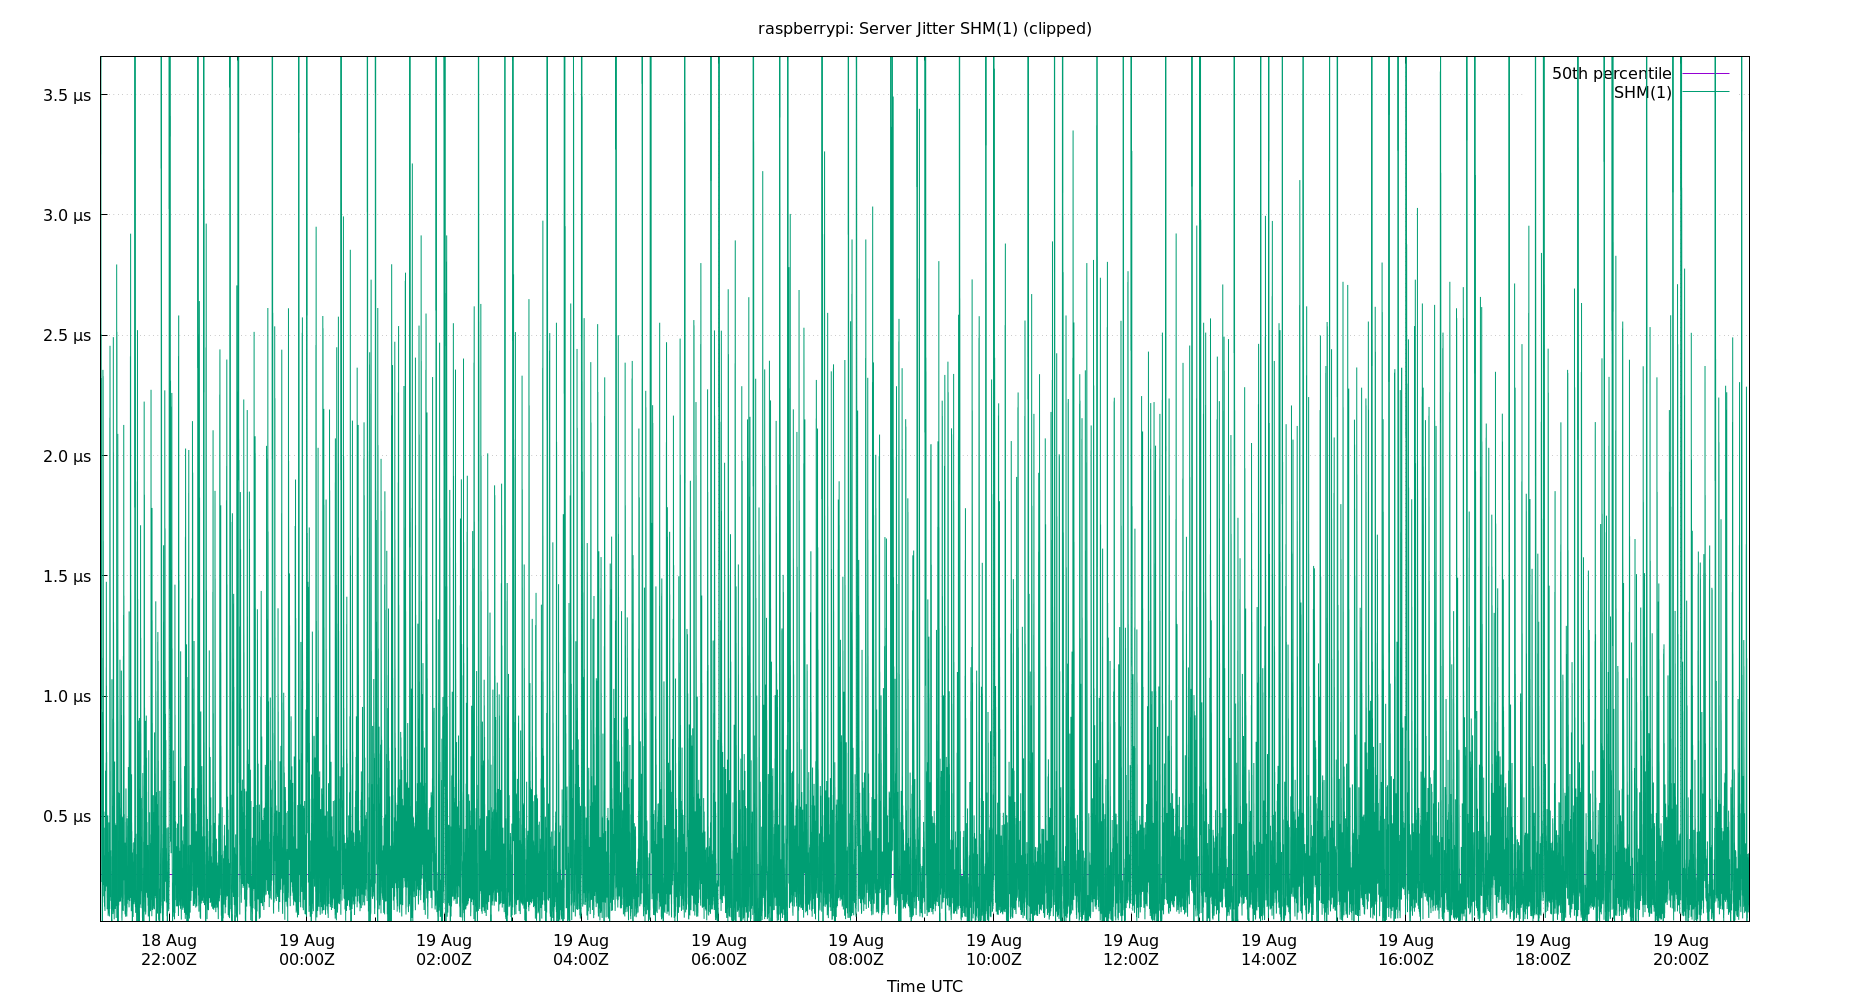 raspberrypi: Server Jitter SHM(1) (clipped)
50th percentile
SHM(1)
3.5 µs
3.0 µs
2.5 µs
2.0 µs
1.5 µs
1.0 µs
0.5 µs
18 Aug 19 Aug 19 Aug 19 Aug 19 Aug 19 Aug 19 Aug 19 Aug 19 Aug 19 Aug 19 Aug 19 Aug
22:00Z 00:00Z 02:00Z 04:00Z 06:00Z 08:00Z 10:00Z 12:00Z 14:00Z 16:00Z 18:00Z 20:00Z
Time UTC